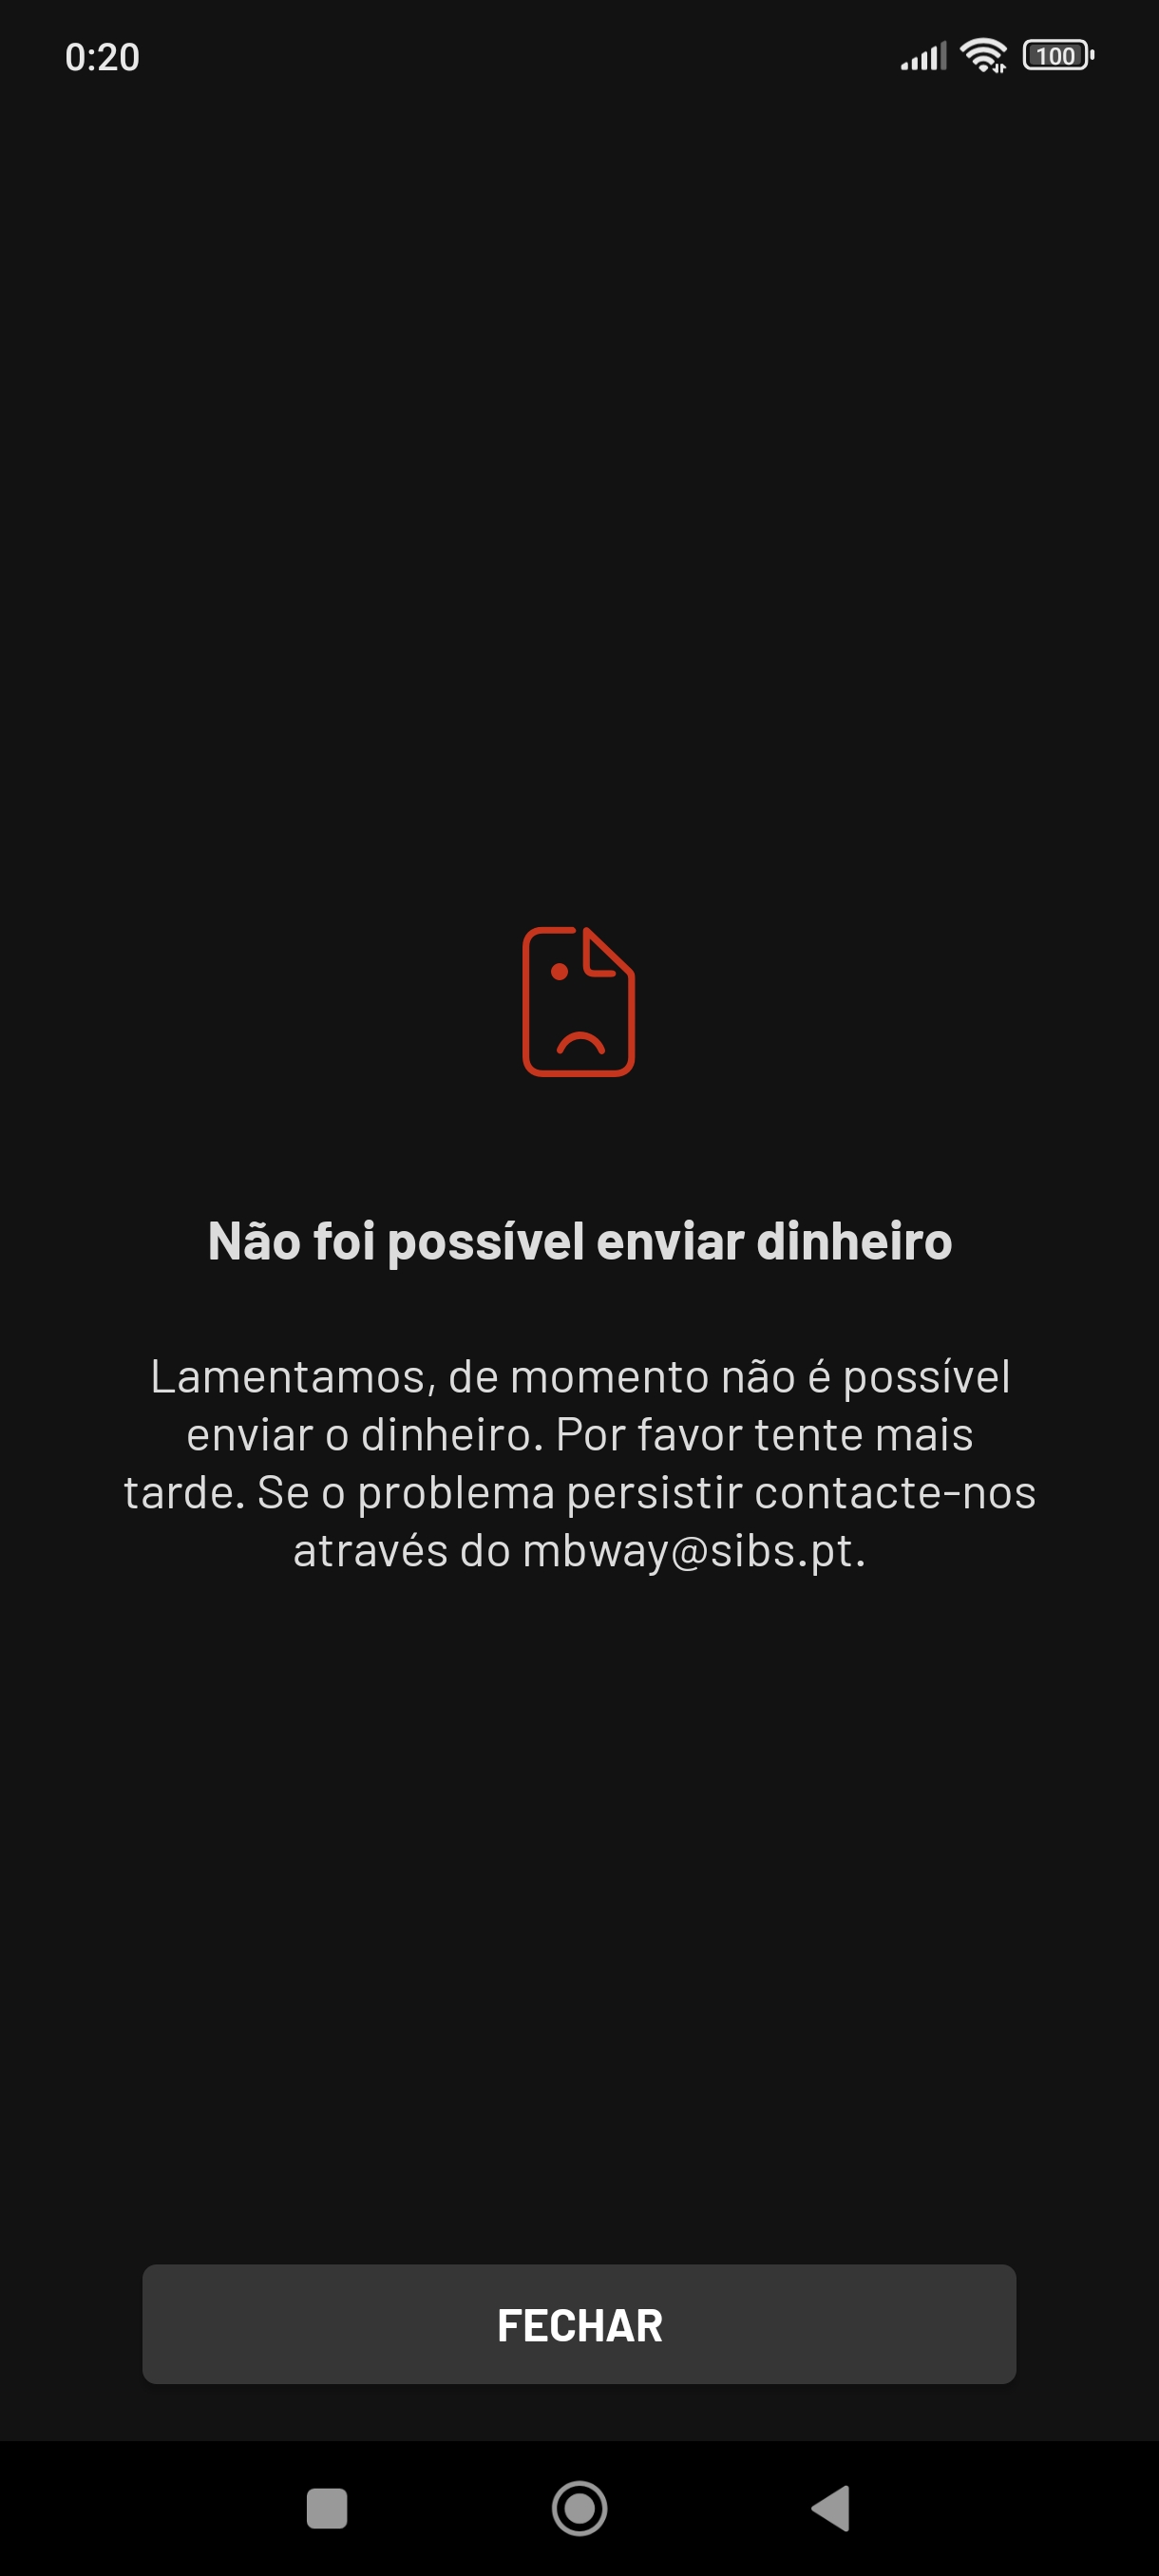 0:20
100
Não foi possível enviar dinheiro
Lamentamos, de momento não é possível
enviar o dinheiro. Por favor tente mais
tarde. Se o problema persistir contacte-nos
através do mbway@sibs.pt.
FECHAR